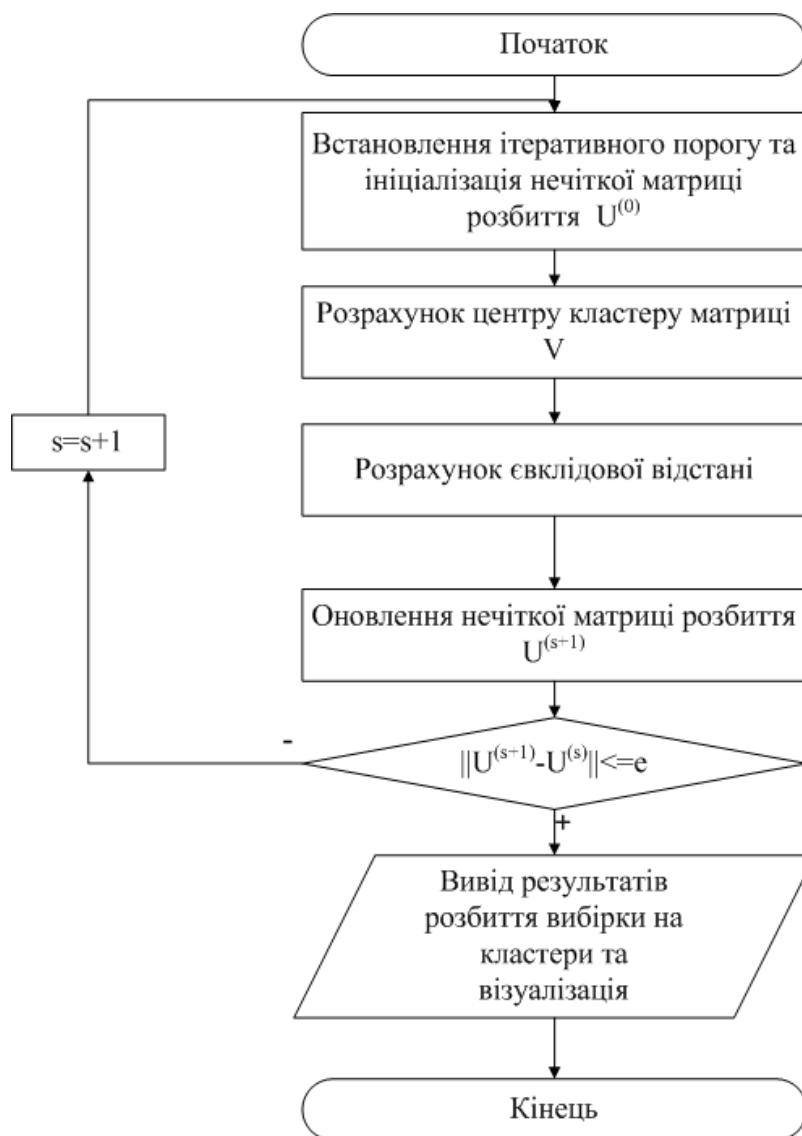 Початок
Встановлення ітеративного порогу та
ініціалізація нечіткої матриці
розбиття U^(0)
Розрахунок центру кластеру матриці
V
s=s+1
Розрахунок євклідової відстані
Оновлення нечіткої матриці розбиття
U^(s+1)
-
||U^(s+1)-U^(s)||<=e
+
Вивід результатів
розбиття вибірки на
кластери та
візуалізація
Кінець